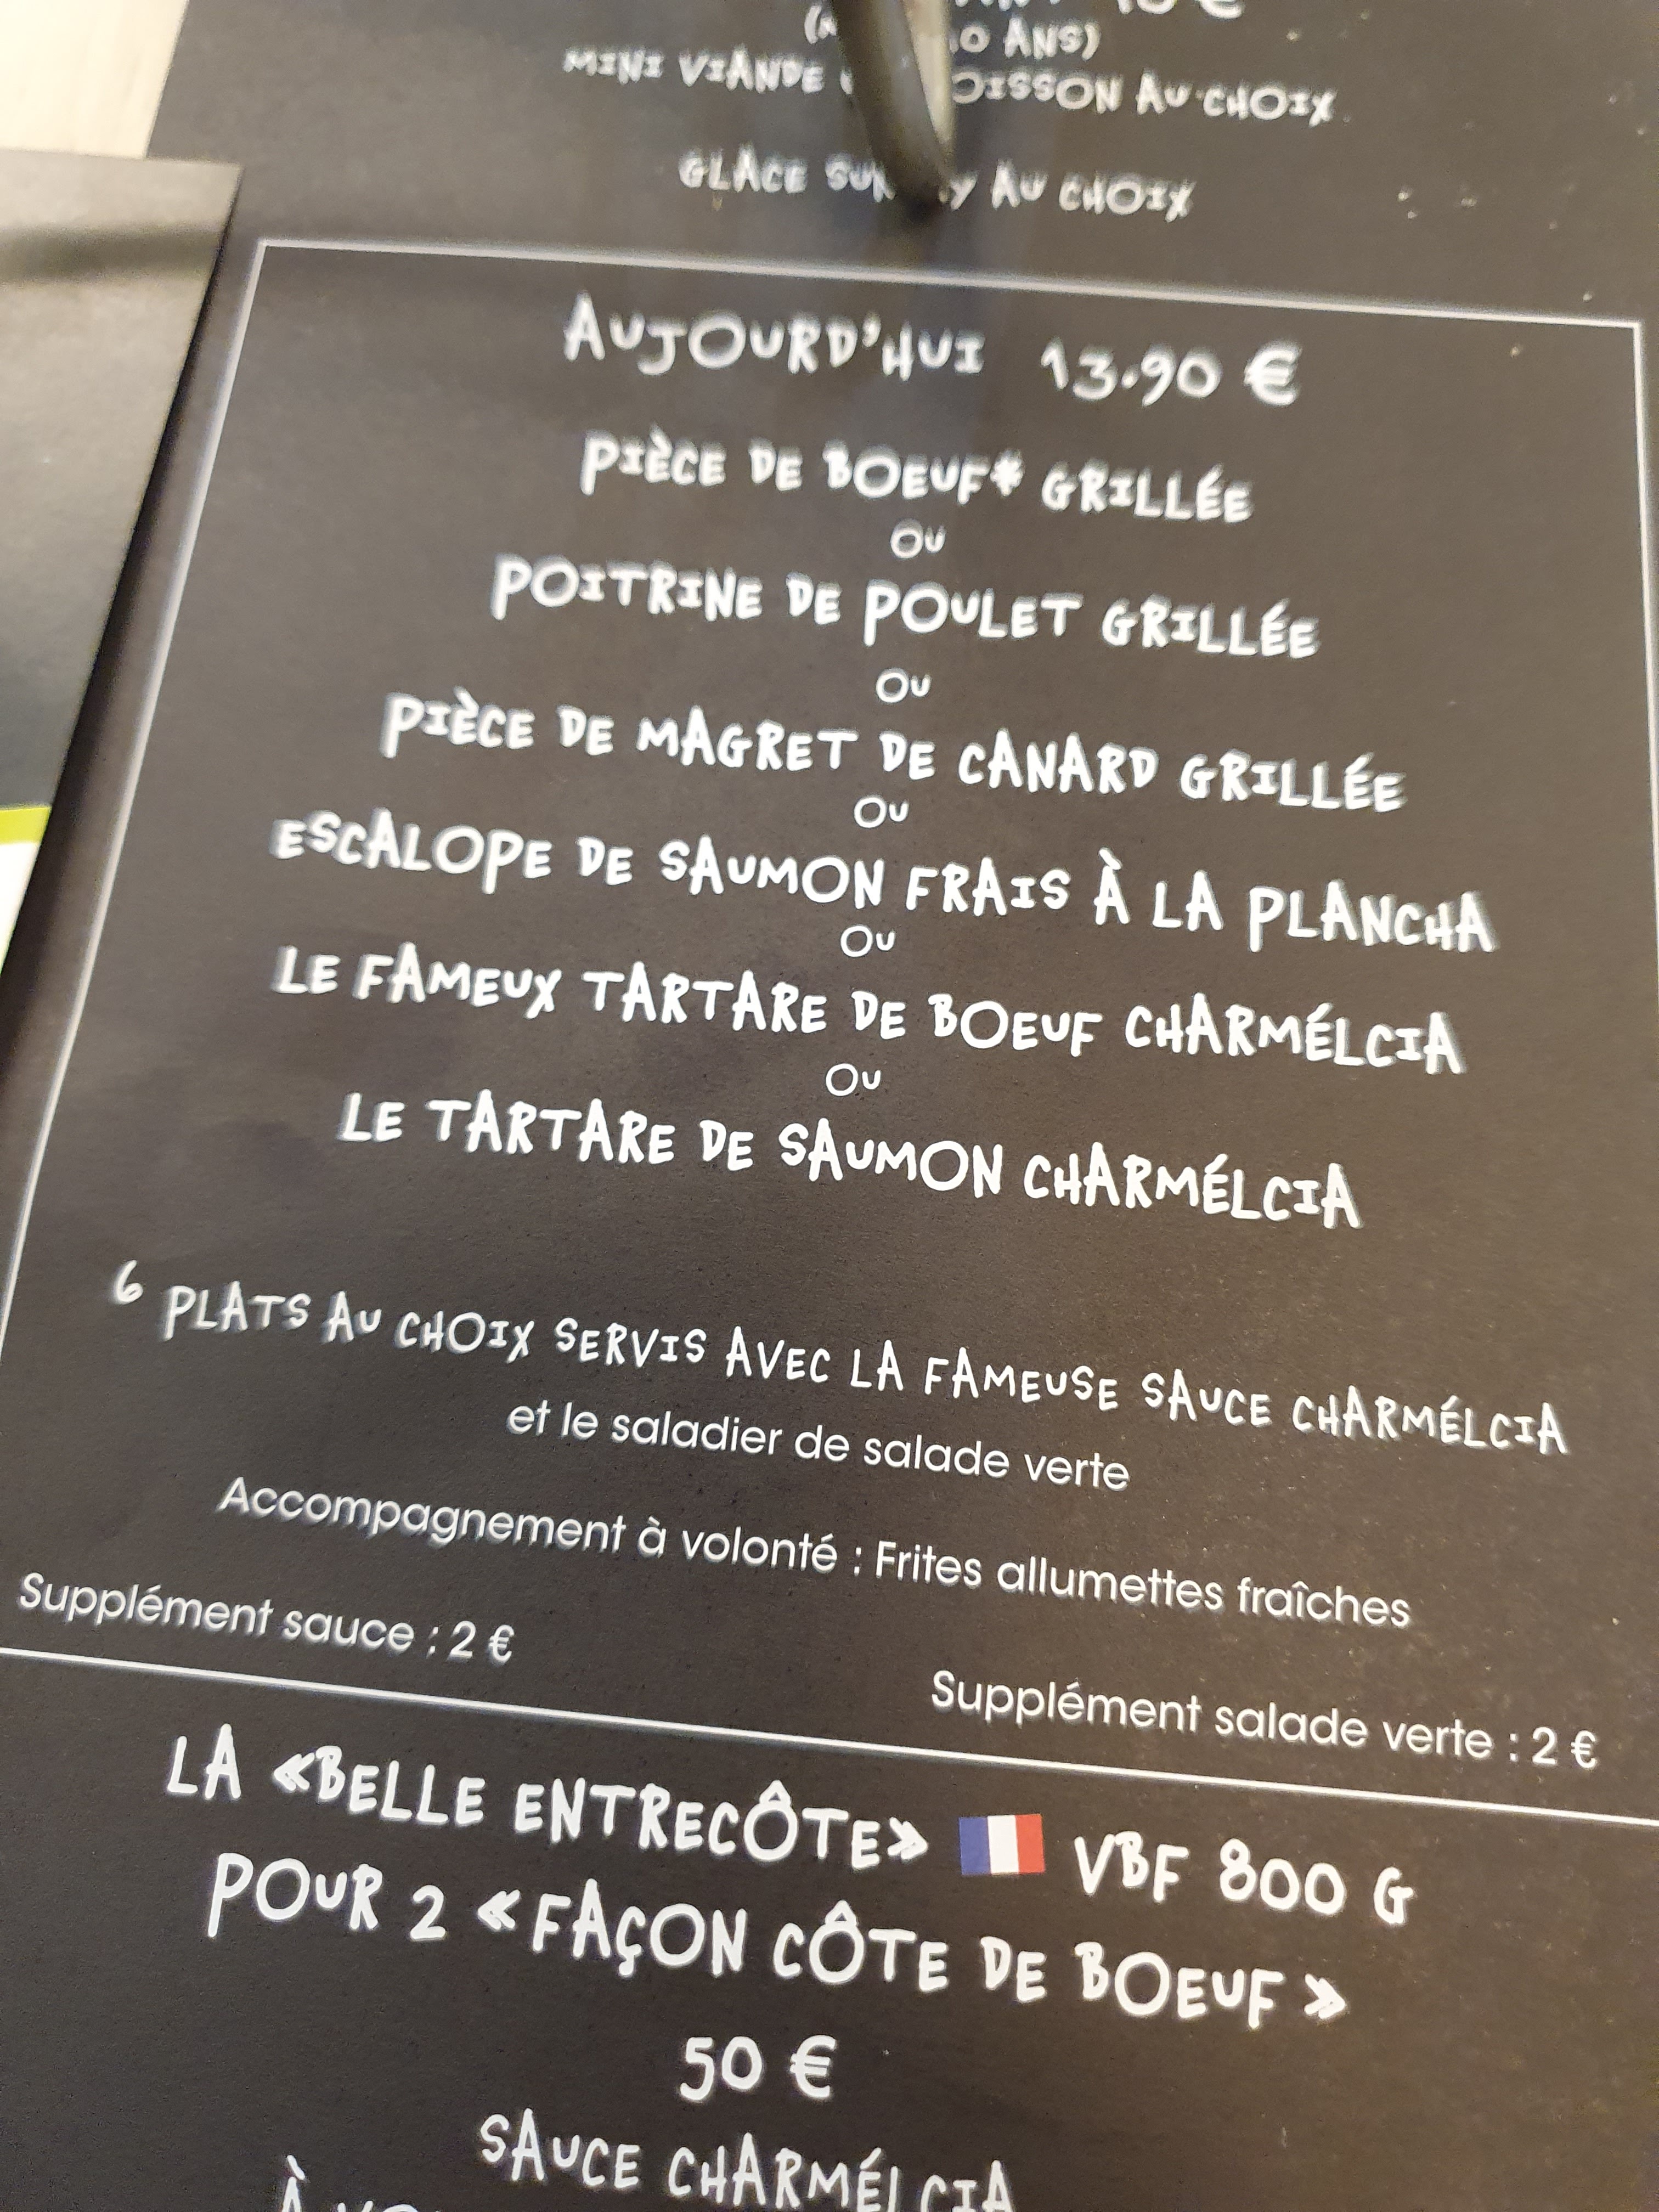 0 ANS)
MINI VIANDE OISSON AU CHOIX
GLACE AU CHOIX
AUJOURD'HUI 13.90 €
PIÈCE DE BOEUF* GRILLÉE
OU
POITRINE DE POULET GRILLÉE
OU
PIÈCE DE MAGRET DE CANARD GRILLÉE
OU
ESCALOPE DE SAUMON FRAIS À LA PLANCHA
OU
LE FAMEUX TARTARE DE BOEUF CHARMÉLCIA
OU
LE TARTARE DE SAUMON CHARMÉLCIA
6 PLATS AU CHOIX SERVIS AVEC LA FAMEUSE SAUCE CHARMÉLCIA
et le saladier de salade verte
Accompagnement à volonté : Frites allumettes fraîches
Supplément sauce : 2 €
Supplément salade verte : 2 €
LA «BELLE ENTRECÔTE» VBF 800 G
POUR 2 «FAÇON CÔTE DE BOEUF»
50 €
SAUCE CHARMÉLCIA
À